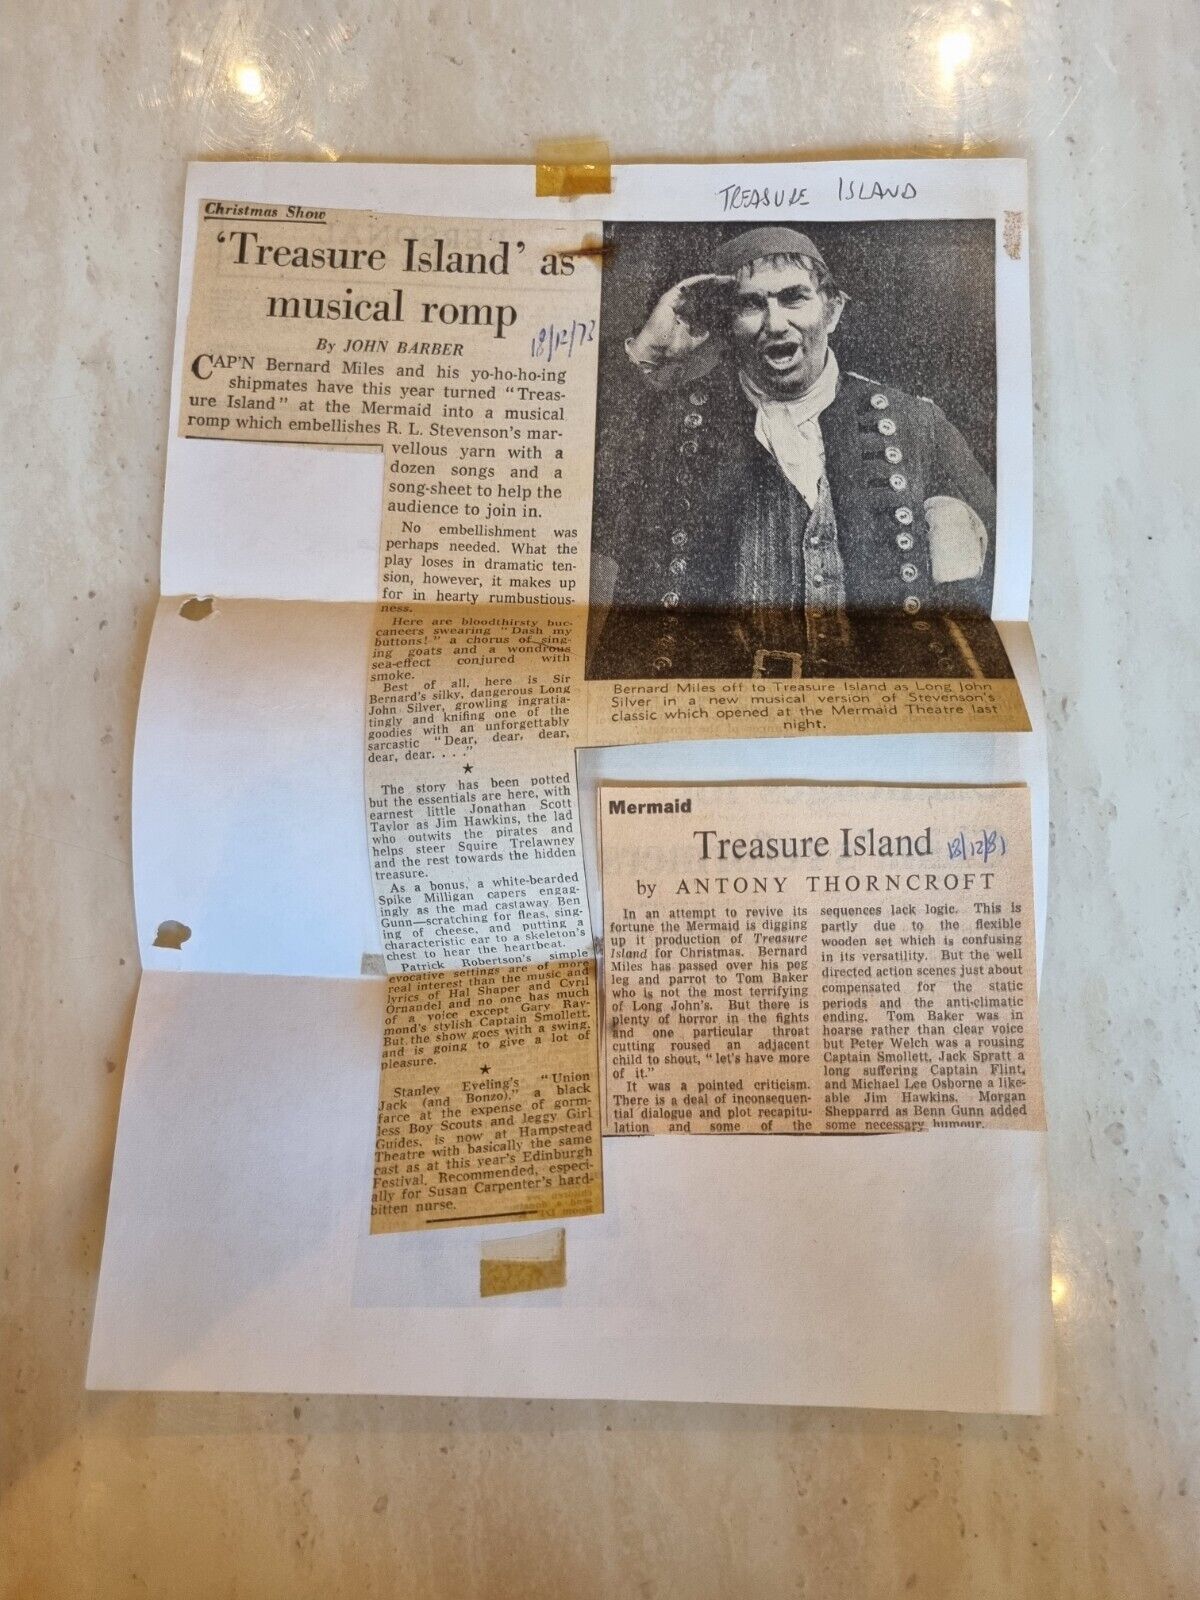 TREASURE ISLAND
Christmas Show
'Treasure Island' as
musical romp
18/12/73
By JOHN BARBER
CAP'N Bernard Miles and his yo-ho-ho-ing
shipmates have this year turned "Treas-
ure Island" at the Mermaid into a musical
romp which embellishes R. L. Stevenson's mar-
vellous yarn with a
dozen songs and a
song-sheet to help the
audience to join in.
No embellishment was
perhaps needed. What the
play loses in dramatic ten-
sion, however, it makes up
for in hearty rumbustious-
ness.
Here are bloodthirsty buc-
caneers swearing "Dash my
buttons!" a chorus of sing-
ing goats and a wondrous
sea-effect conjured with
smoke.
Best of all, here is Sir
Bernard's silky, dangerous Long
John Silver, growling ingratia-
tingly and knifing one of the
goodies with an unforgettably
sarcastic "Dear, dear, dear,
dear, dear. . . ."
★
The story has been potted
but the essentials are here, with
earnest little Jonathan Scott
Taylor as Jim Hawkins, the lad
who outwits the pirates and
helps steer Squire Trelawney
and the rest towards the hidden
treasure.
As a bonus, a white-bearded
Spike Milligan capers engag-
ingly as the mad castaway Ben
Gunn—scratching for fleas, sing-
ing of cheese, and putting a
characteristic ear to a skeleton's
chest to hear the heartbeat.
Patrick Robertson's simple
evocative settings are of more
real interest than the music and
lyrics of Hal Shaper and Cyril
Ornandel and no one has much
of a voice except Gary Ray-
mond's stylish Captain Smollett.
But the show goes with a swing,
and is going to give a lot of
pleasure.
★
Stanley Eveling's "Union
Jack (and Bonzo)," a black
farce at the expense of gorm-
less Boy Scouts and leggy Girl
Guides, is now at Hampstead
Theatre with basically the same
cast as at this year's Edinburgh
Festival. Recommended, especi-
ally for Susan Carpenter's hard-
bitten nurse.
Bernard Miles off to Treasure Island as Long John
Silver in a new musical version of Stevenson's
classic which opened at the Mermaid Theatre last
night.
Mermaid
Treasure Island
18/12/81
by ANTONY THORNCROFT
In an attempt to revive its
fortune the Mermaid is digging
up it production of Treasure
Island for Christmas. Bernard
Miles has passed over his peg
leg and parrot to Tom Baker
who is not the most terrifying
of Long John's. But there is
plenty of horror in the fights
and one particular throat
cutting roused an adjacent
child to shout, "let's have more
of it."
It was a pointed criticism.
There is a deal of inconsequen-
tial dialogue and plot recapitu-
lation and some of the
sequences lack logic. This is
partly due to the flexible
wooden set which is confusing
in its versatility. But the well
directed action scenes just about
compensated for the static
periods and the anti-climatic
ending. Tom Baker was in
hoarse rather than clear voice
but Peter Welch was a rousing
Captain Smollett, Jack Spratt a
long suffering Captain Flint,
and Michael Lee Osborne a like-
able Jim Hawkins. Morgan
Shepparrd as Benn Gunn added
some necessary humour.